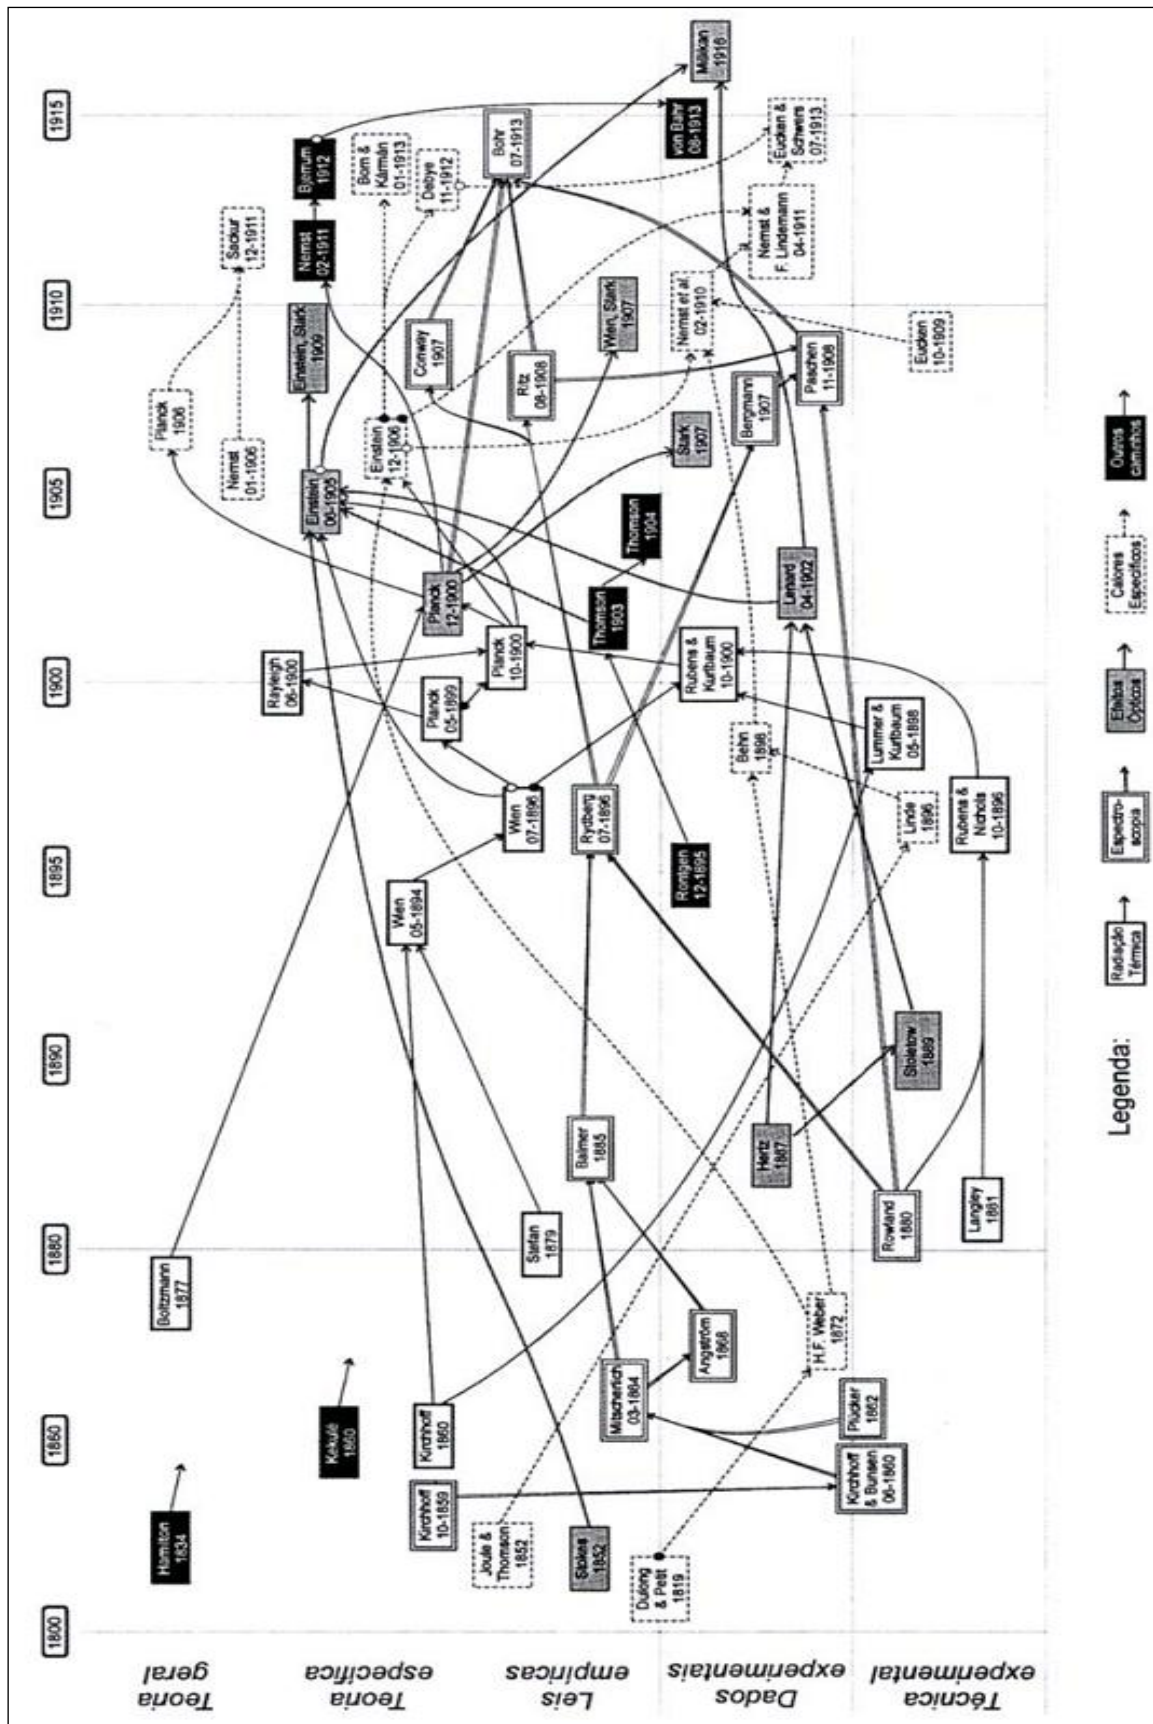 1800
1860
1880
1890
1895
1900
1905
1910
1915
Teoria
geral
Teoria
específica
Leis
empíricas
Dados
experimentais
Técnica
experimental
Hamilton
1834
Boltzmann
1877
Planck
1906
Nernst
01-1906
Sackur
12-1911
Kekulé
1860
Rayleigh
06-1900
Einstein
06-1905
Einstein, Stark
1909
Nernst
02-1911
Bjerrum
1912
Kirchhoff
10-1859
Kirchhoff
1860
Wien
05-1894
Planck
05-1899
Planck
12-1900
Einstein
12-1906
Conway
1907
Born &
Kármán
01-1913
Debye
11-1912
Joule &
Thomson
1852
Stefan
1879
Wien
07-1896
Planck
10-1900
Ritz
08-1908
Bohr
07-1913
Stokes
1852
Mitscherlich
03-1864
Balmer
1885
Rydberg
07-1896
Thomson
1903
Thomson
1904
Wien, Stark
1907
Dulong
& Petit
1819
Ångström
1868
Röntgen
12-1895
Rubens &
Kurlbaum
10-1900
Stark
1907
Nernst et al.
02-1910
von Bahr
08-1913
Millikan
1916
H.F. Weber
1872
Hertz
1887
Behn
1898
Lenard
04-1902
Bergmann
1907
Paschen
11-1908
Nernst &
F. Lindemann
04-1911
Eucken &
Schwers
07-1913
Kirchhoff
& Bunsen
06-1860
Plücker
1862
Rowland
1880
Stoletow
1889
Linde
1896
Lummer &
Kurlbaum
05-1898
Eucken
10-1909
Langley
1881
Rubens &
Nichols
10-1896
Legenda:
Radiação
Térmica
Espectro-
scopia
Efeitos
Ópticos
Calores
Específicos
Outros
caminhos